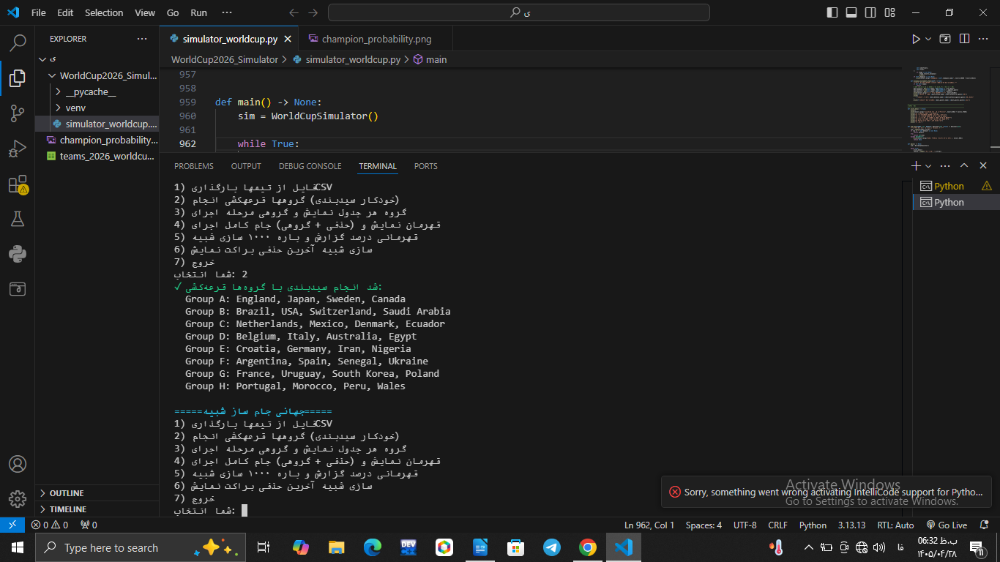 File Edit Selection View Go Run ···
ی
EXPLORER ···
simulator_worldcup.py
champion_probability.png
ی
WorldCup2026_Simulator > simulator_worldcup.py > main
WorldCup2026_Simul...
__pycache__
venv
simulator_worldcup....
champion_probability...
teams_2026_worldcu...
957
958
959 def main() -> None:
960 sim = WorldCupSimulator()
961
962 while True:
PROBLEMS OUTPUT DEBUG CONSOLE TERMINAL PORTS
Python
Python
1) فایل از تیمها بارگذاریCSV
2) (خودکار سیدبندی) گروهها قرعهکشی انجام
3) گروه هر جدول نمایش و گروهی مرحله اجرای
4) قهرمان نمایش و (حذفی + گروهی) جام کامل اجرای
5) قهرمانی درصد گزارش و باره ۱۰۰۰ سازی شبیه
6) سازی شبیه آخرین حذفی براکت نمایش
7) خروج
شما انتخاب: 2
✓ شد انجام سیدبندی با گروه‌ها قرعه‌کشی:
Group A: England, Japan, Sweden, Canada
Group B: Brazil, USA, Switzerland, Saudi Arabia
Group C: Netherlands, Mexico, Denmark, Ecuador
Group D: Belgium, Italy, Australia, Egypt
Group E: Croatia, Germany, Iran, Nigeria
Group F: Argentina, Spain, Senegal, Ukraine
Group G: France, Uruguay, South Korea, Poland
Group H: Portugal, Morocco, Peru, Wales
=====جهانی جام ساز شبیه=====
1) فایل از تیمها بارگذاریCSV
2) (خودکار سیدبندی) گروهها قرعهکشی انجام
3) گروه هر جدول نمایش و گروهی مرحله اجرای
4) قهرمان نمایش و (حذفی + گروهی) جام کامل اجرای
5) قهرمانی درصد گزارش و باره ۱۰۰۰ سازی شبیه
6) سازی شبیه آخرین حذفی براکت نمایش
7) خروج
شما انتخاب:
OUTLINE
TIMELINE
Activate Windows
Sorry, something went wrong activating IntelliCode support for Pytho...
Go to Settings to activate Windows.
0 0 0
Ln 962, Col 1 Spaces: 4 UTF-8 CRLF Python 3.13.13 RTL: Auto Go Live
Type here to search
DEV
فا
06:32 ب.ظ
۱۴۰۵/۰۴/۲۸
11